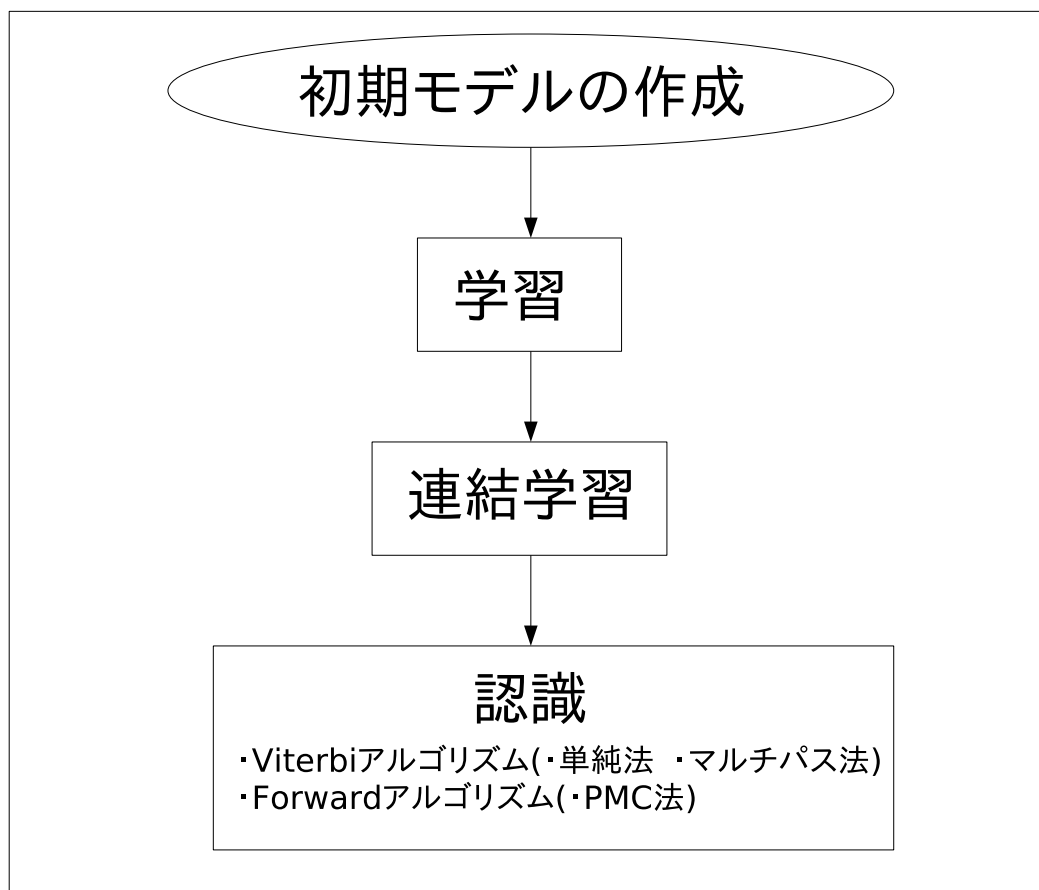 初期モデルの作成
学習
連結学習
認識
・Viterbiアルゴリズム(・単純法 ・マルチパス法)
・Forwardアルゴリズム(・PMC法)